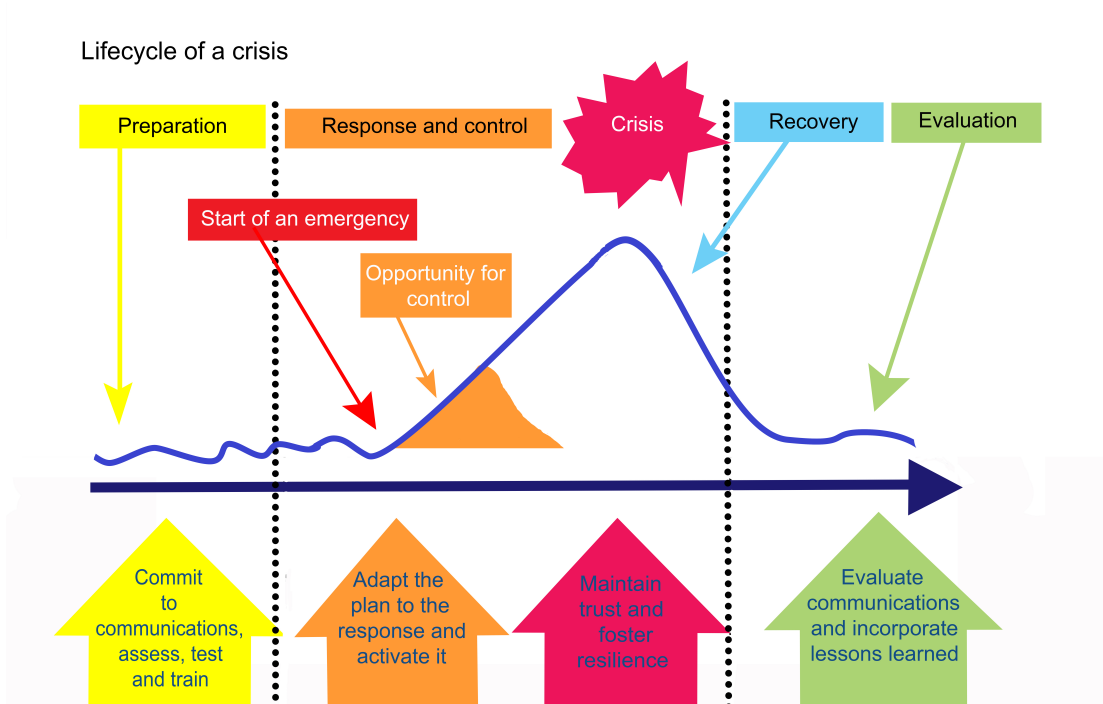 Lifecycle of a crisis
Preparation
Response and control
Crisis
Recovery
Evaluation
Start of an emergency
Opportunity for
control
Commit
to
communications,
assess, test
and train
Adapt the
plan to the
response and
activate it
Maintain
trust and
foster
resilience
Evaluate
communications
and incorporate
lessons learned